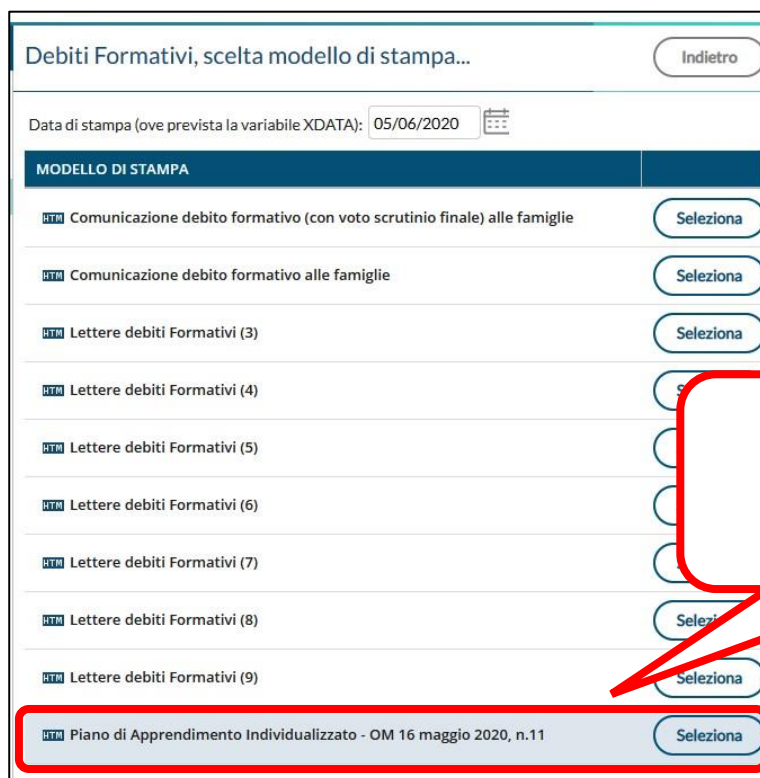 Debiti Formativi, scelta modello di stampa... Indietro
Data di stampa (ove prevista la variabile XDATA): 05/06/2020
MODELLO DI STAMPA
HTM Comunicazione debito formativo (con voto scrutinio finale) alle famiglie Seleziona
HTM Comunicazione debito formativo alle famiglie Seleziona
HTM Lettere debiti Formativi (3) Seleziona
HTM Lettere debiti Formativi (4)
HTM Lettere debiti Formativi (5)
HTM Lettere debiti Formativi (6)
HTM Lettere debiti Formativi (7)
HTM Lettere debiti Formativi (8) Seleziona
HTM Lettere debiti Formativi (9) Seleziona
HTM Piano di Apprendimento Individualizzato - OM 16 maggio 2020, n.11 Seleziona